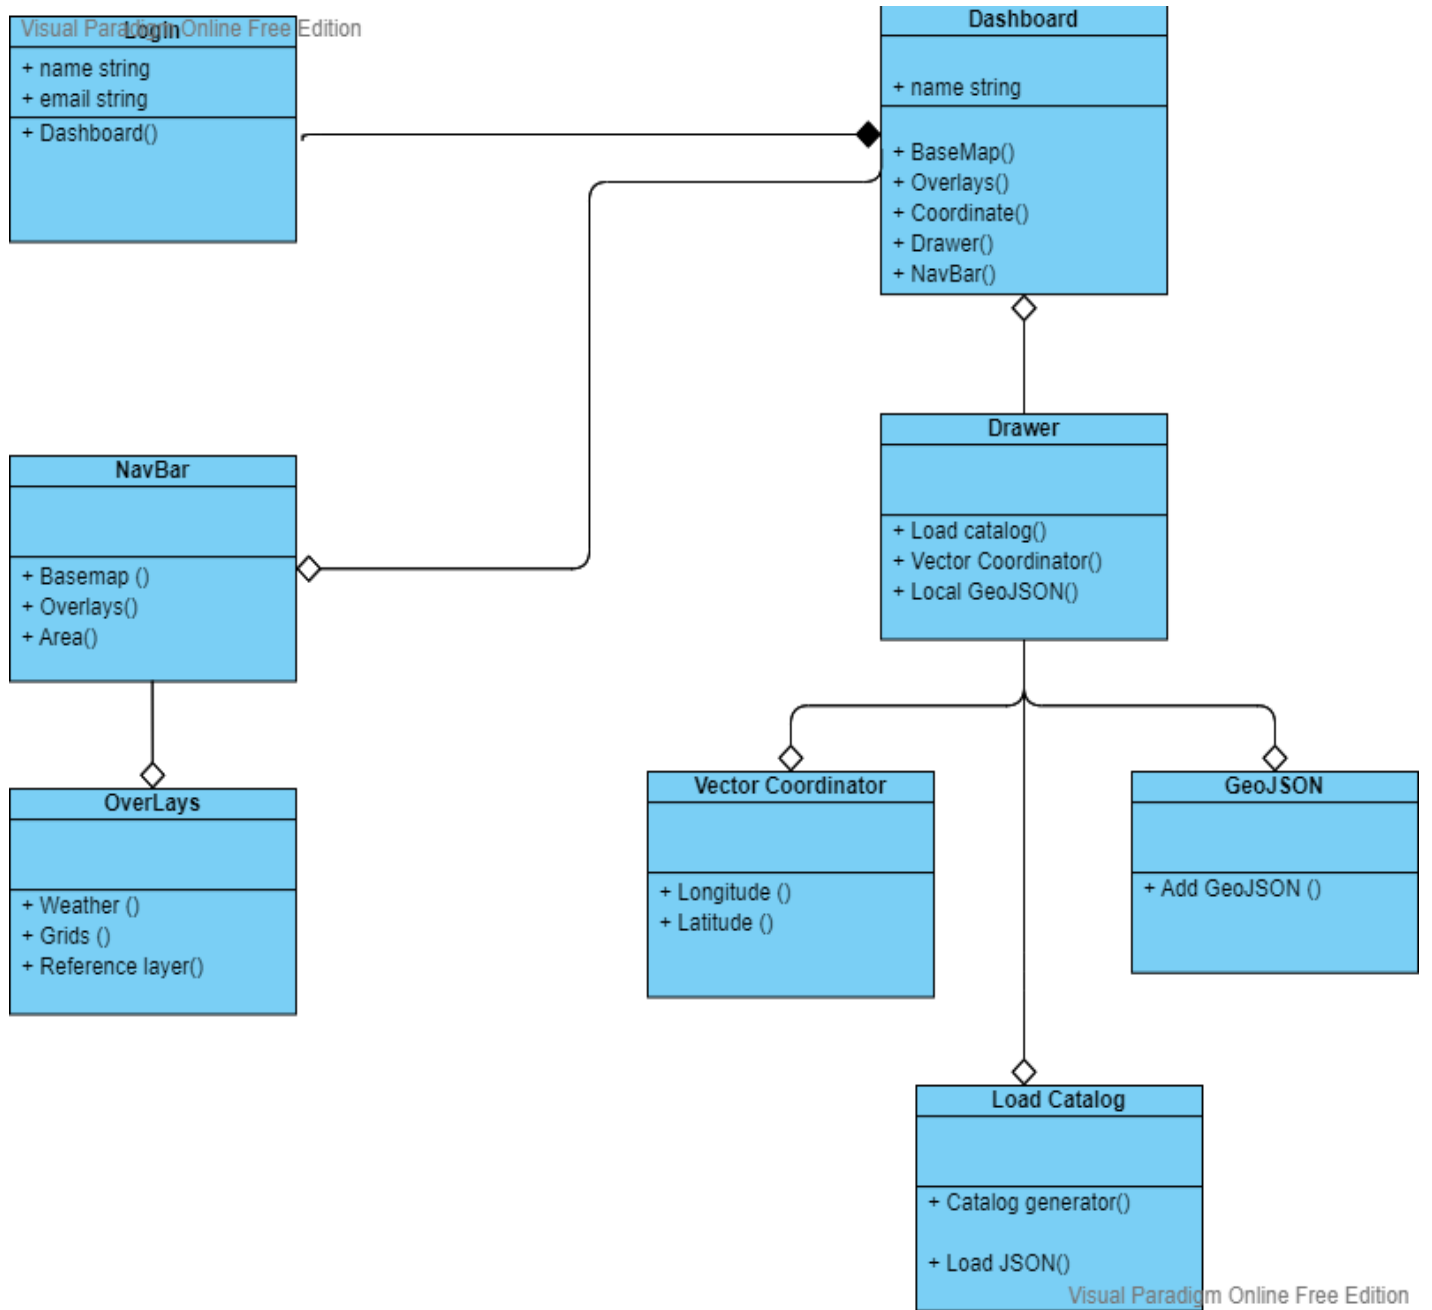 Visual Paradigm Online Free Edition
Login
+ name string
+ email string
+ Dashboard()
Dashboard
+ name string
+ BaseMap()
+ Overlays()
+ Coordinate()
+ Drawer()
+ NavBar()
NavBar
+ Basemap ()
+ Overlays()
+ Area()
Drawer
+ Load catalog()
+ Vector Coordinator()
+ Local GeoJSON()
OverLays
+ Weather ()
+ Grids ()
+ Reference layer()
Vector Coordinator
+ Longitude ()
+ Latitude ()
GeoJSON
+ Add GeoJSON ()
Load Catalog
+ Catalog generator()
+ Load JSON()
Visual Paradigm Online Free Edition